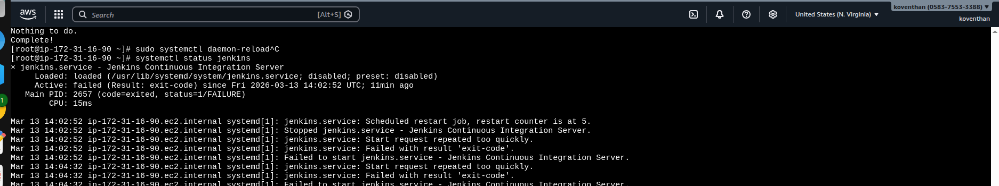 aws
Search
[Alt+S]
United States (N. Virginia)
koventhan (0583-7553-3388)
koventhan
Nothing to do.
Complete!
[root@ip-172-31-16-90 ~]# sudo systemctl daemon-reload^C
[root@ip-172-31-16-90 ~]# systemctl status jenkins
× jenkins.service - Jenkins Continuous Integration Server
Loaded: loaded (/usr/lib/systemd/system/jenkins.service; disabled; preset: disabled)
Active: failed (Result: exit-code) since Fri 2026-03-13 14:02:52 UTC; 11min ago
Main PID: 2657 (code=exited, status=1/FAILURE)
CPU: 15ms
Mar 13 14:02:52 ip-172-31-16-90.ec2.internal systemd[1]: jenkins.service: Scheduled restart job, restart counter is at 5.
Mar 13 14:02:52 ip-172-31-16-90.ec2.internal systemd[1]: Stopped jenkins.service - Jenkins Continuous Integration Server.
Mar 13 14:02:52 ip-172-31-16-90.ec2.internal systemd[1]: jenkins.service: Start request repeated too quickly.
Mar 13 14:02:52 ip-172-31-16-90.ec2.internal systemd[1]: jenkins.service: Failed with result 'exit-code'.
Mar 13 14:02:52 ip-172-31-16-90.ec2.internal systemd[1]: Failed to start jenkins.service - Jenkins Continuous Integration Server.
Mar 13 14:04:32 ip-172-31-16-90.ec2.internal systemd[1]: jenkins.service: Start request repeated too quickly.
Mar 13 14:04:32 ip-172-31-16-90.ec2.internal systemd[1]: jenkins.service: Failed with result 'exit-code'.
Mar 13 14:04:32 ip-172-31-16-90.ec2.internal systemd[1]: Failed to start jenkins.service - Jenkins Continuous Integration Server.
1